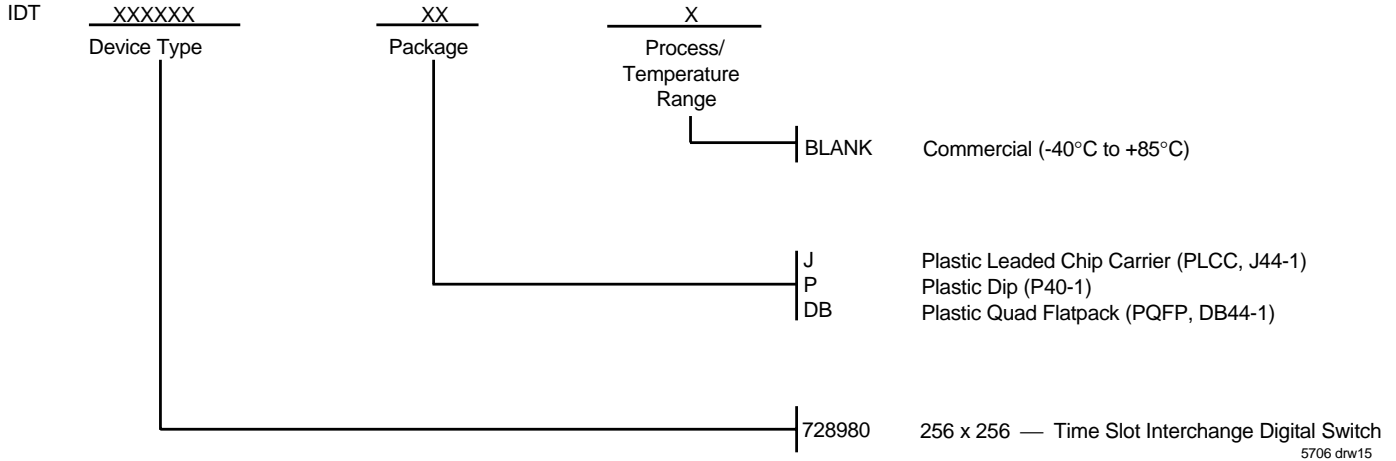 IDT XXXXXX XX X
Device Type Package Process/
Temperature
Range
BLANK Commercial (-40°C to +85°C)
J Plastic Leaded Chip Carrier (PLCC, J44-1)
P Plastic Dip (P40-1)
DB Plastic Quad Flatpack (PQFP, DB44-1)
728980 256 x 256 — Time Slot Interchange Digital Switch
5706 drw15